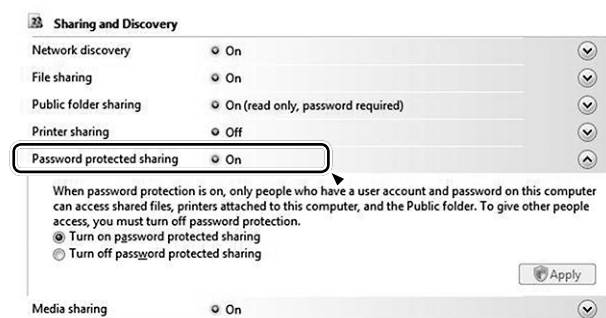 Sharing and Discovery
Network discovery On
File sharing On
Public folder sharing On (read only, password required)
Printer sharing Off
Password protected sharing On
When password protection is on, only people who have a user account and password on this computer
can access shared files, printers attached to this computer, and the Public folder. To give other people
access, you must turn off password protection.
Turn on password protected sharing
Turn off password protected sharing
Apply
Media sharing On